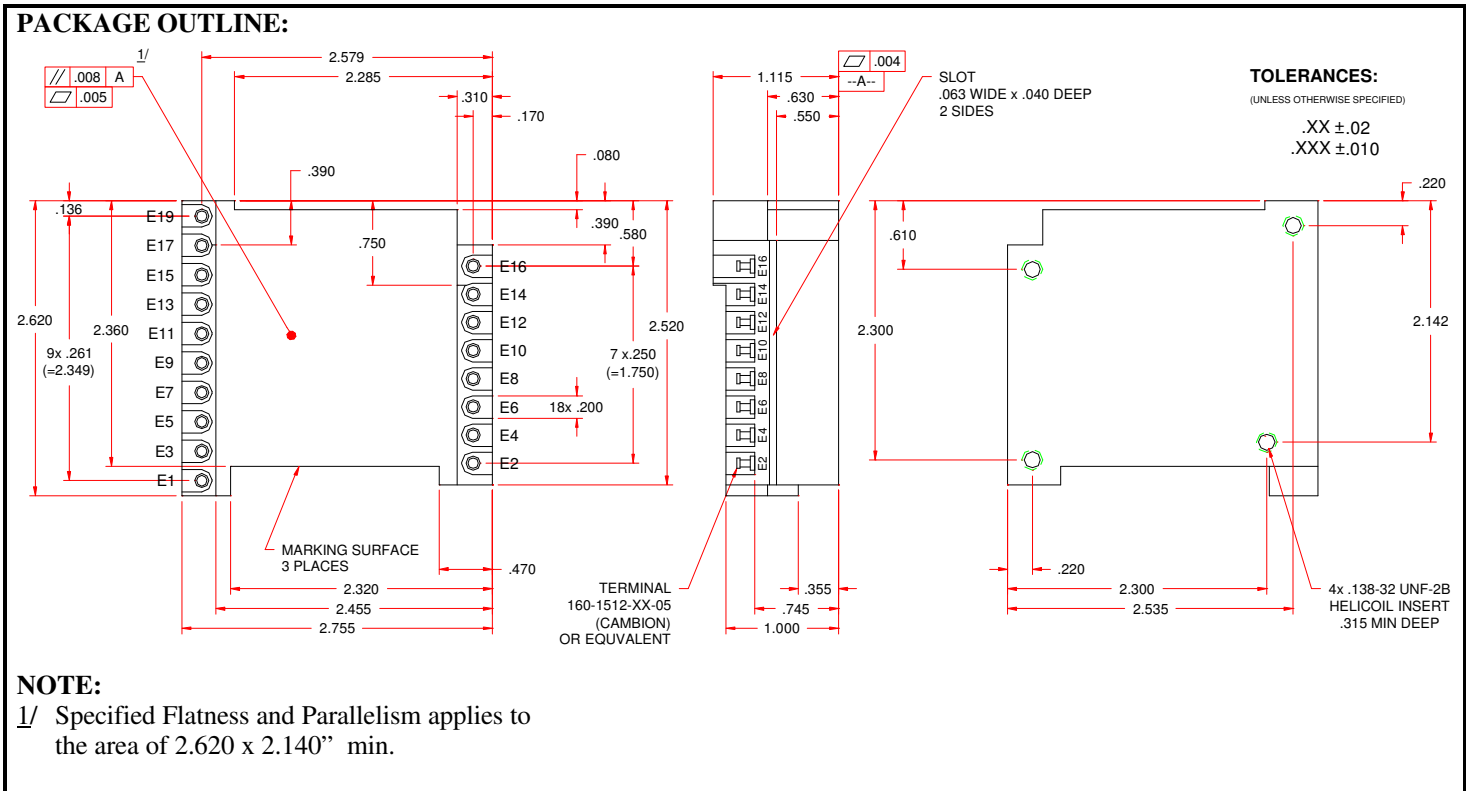 PACKAGE OUTLINE:
1/
// .008 A
.005
2.579
2.285
.310
.170
.390
.080
.136
.390
.580
.750
E19
E17
E15
E13
E11
E9
E7
E5
E3
E1
E16
E14
E12
E10
E8
E6
E4
E2
2.620
2.360
9x .261
(=2.349)
2.520
7 x.250
(=1.750)
18x .200
MARKING SURFACE
3 PLACES
.470
2.320
2.455
2.755
1.115
.630
.550
.004
--A--
SLOT
.063 WIDE x .040 DEEP
2 SIDES
E16
E14
E12
E10
E8
E6
E4
E2
TERMINAL
160-1512-XX-05
(CAMBION)
OR EQUVALENT
.355
.745
1.000
TOLERANCES:
(UNLESS OTHERWISE SPECIFIED)
.XX ±.02
.XXX ±.010
.220
.610
2.300
2.142
.220
2.300
2.535
4x .138-32 UNF-2B
HELICOIL INSERT
.315 MIN DEEP
NOTE:
1/ Specified Flatness and Parallelism applies to
the area of 2.620 x 2.140” min.